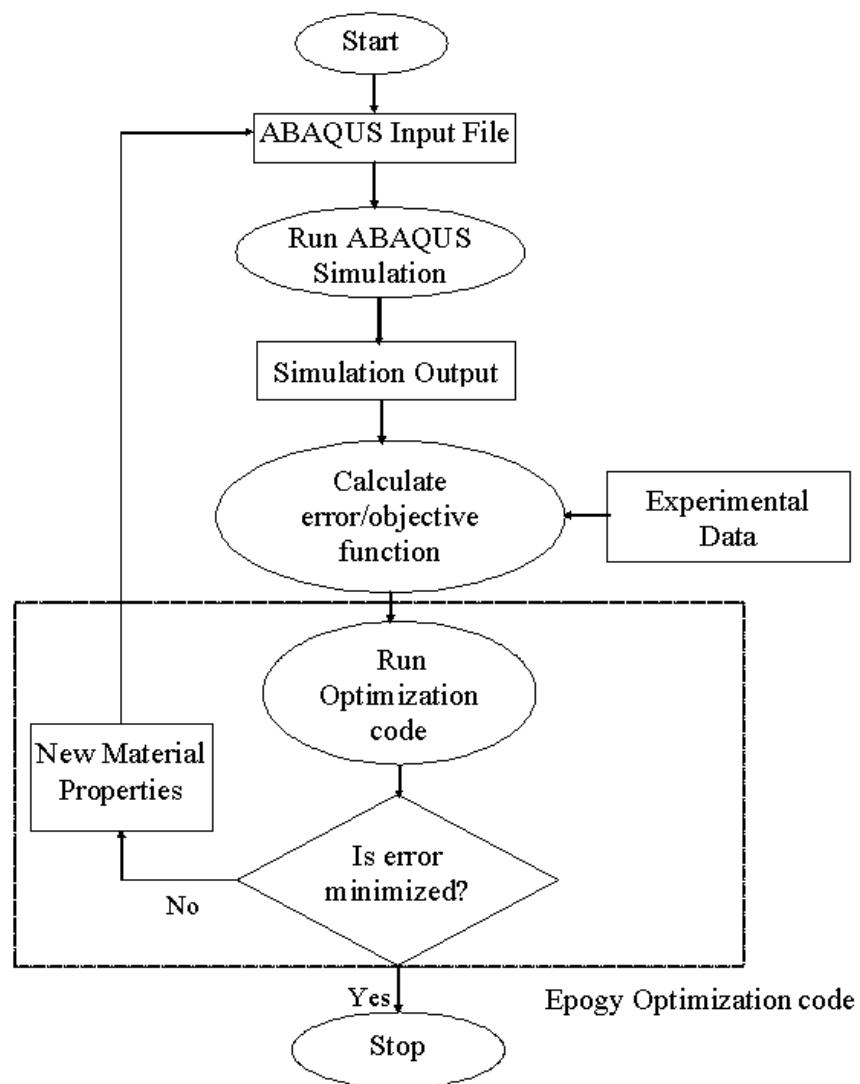 Start
ABAQUS Input File
Run ABAQUS
Simulation
Simulation Output
Calculate
error/objective
function
Experimental
Data
Run
Optimization
code
New Material
Properties
Is error
minimized?
No
Yes
Epogy Optimization code
Stop